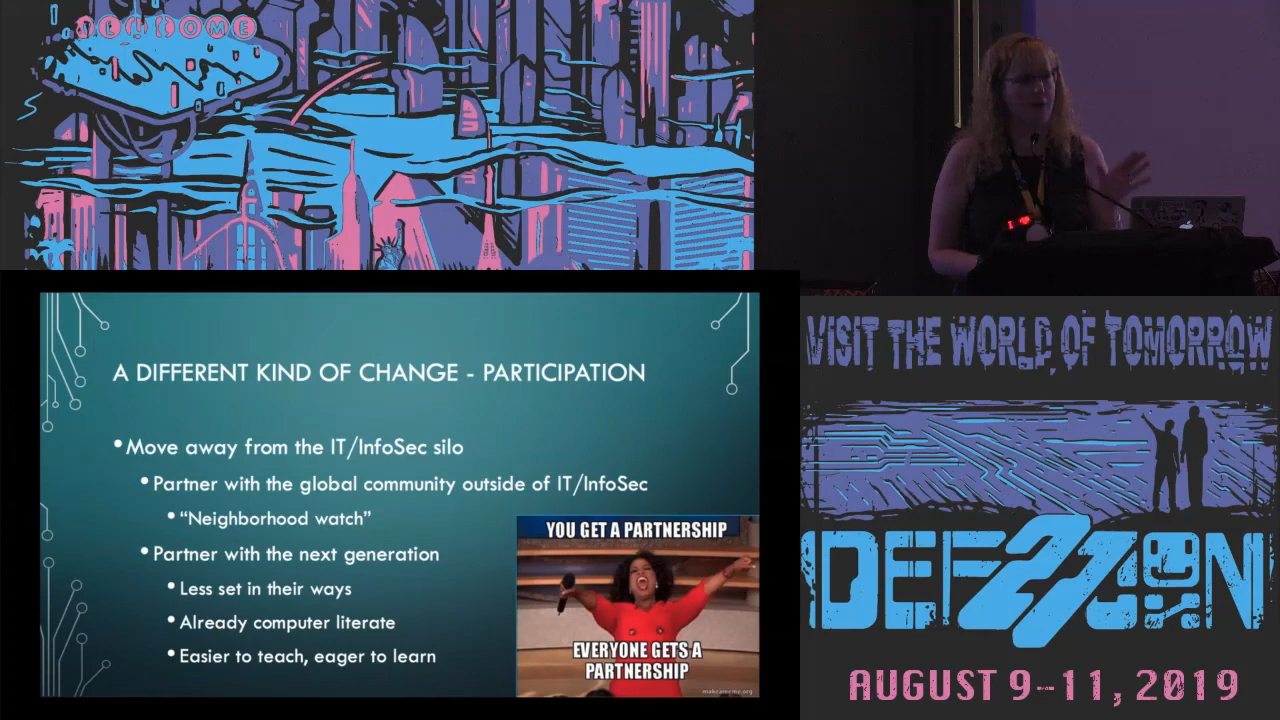 WELCOME
A DIFFERENT KIND OF CHANGE - PARTICIPATION
• Move away from the IT/InfoSec silo
• Partner with the global community outside of IT/InfoSec
• "Neighborhood watch"
• Partner with the next generation
• Less set in their ways
• Already computer literate
• Easier to teach, eager to learn
YOU GET A PARTNERSHIP
EVERYONE GETS A
PARTNERSHIP
makeameme.org
VISIT THE WORLD OF TOMORROW
DEF 27 CON
AUGUST 9-11, 2019